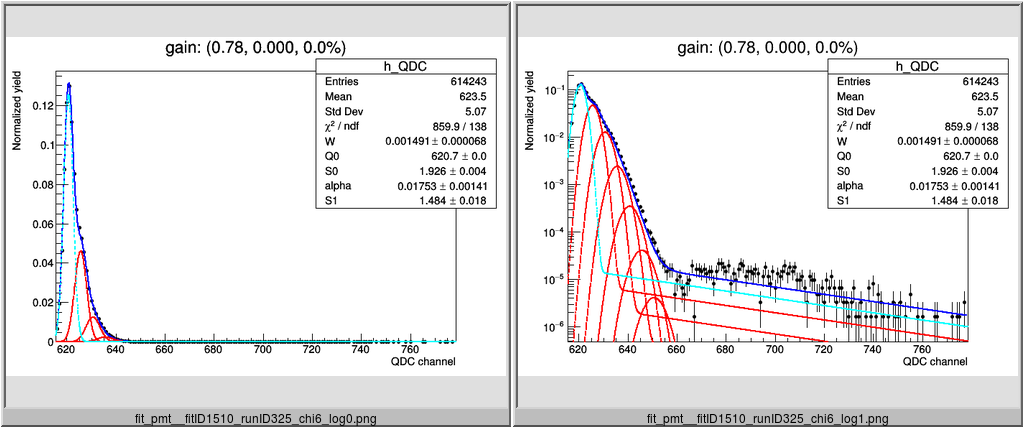 gain: (0.78, 0.000, 0.0%)
Normalized yield
h_QDC
Entries 614243
Mean 623.5
Std Dev 5.07
χ² / ndf 859.9 / 138
W 0.001491 ± 0.000068
Q0 620.7 ± 0.0
S0 1.926 ± 0.004
alpha 0.01753 ± 0.00141
S1 1.484 ± 0.018
0.12
0.1
0.08
0.06
0.04
0.02
0
620 640 660 680 700 720 740 760
QDC channel
fit_pmt__fitID1510_runID325_chi6_log0.png
gain: (0.78, 0.000, 0.0%)
Normalized yield
h_QDC
Entries 614243
Mean 623.5
Std Dev 5.07
χ² / ndf 859.9 / 138
W 0.001491 ± 0.000068
Q0 620.7 ± 0.0
S0 1.926 ± 0.004
alpha 0.01753 ± 0.00141
S1 1.484 ± 0.018
10⁻¹
10⁻²
10⁻³
10⁻⁴
10⁻⁵
10⁻⁶
620 640 660 680 700 720 740 760
QDC channel
fit_pmt__fitID1510_runID325_chi6_log1.png